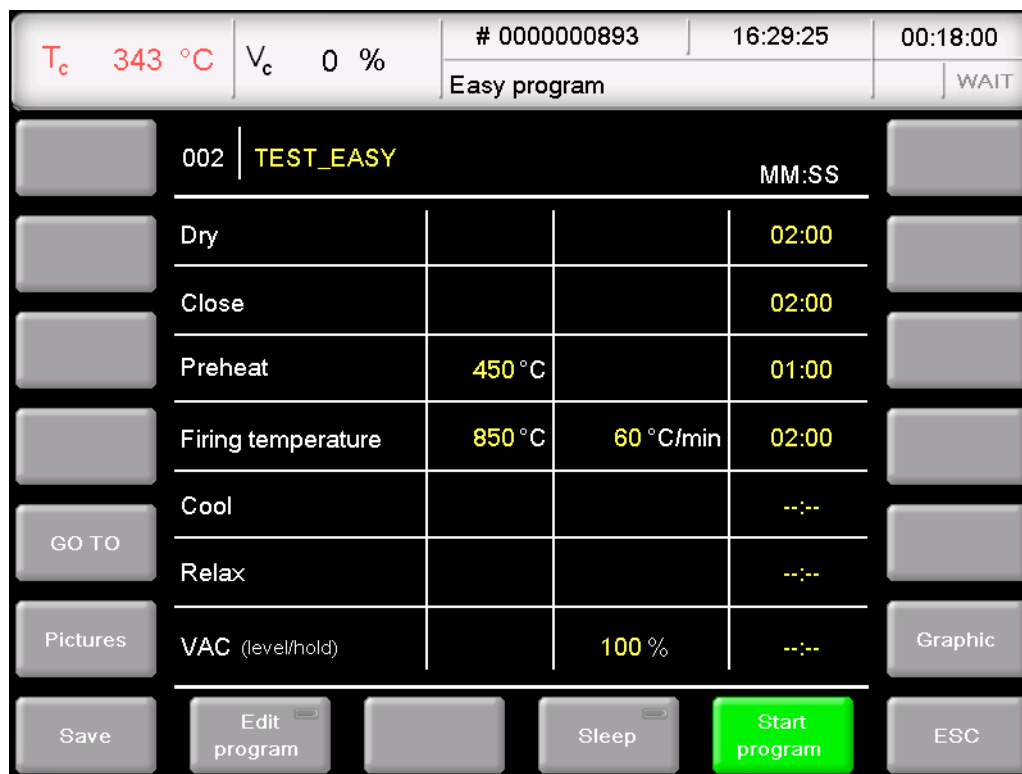 Tc 343 °C Vc 0 % # 0000000893 16:29:25 00:18:00
Easy program WAIT
002 TEST_EASY MM:SS
Dry 02:00
Close 02:00
Preheat 450 °C 01:00
Firing temperature 850 °C 60 °C/min 02:00
Cool --:--
GO TO
Relax --:--
Pictures VAC (level/hold) 100 % --:-- Graphic
Save Edit program Sleep Start program ESC